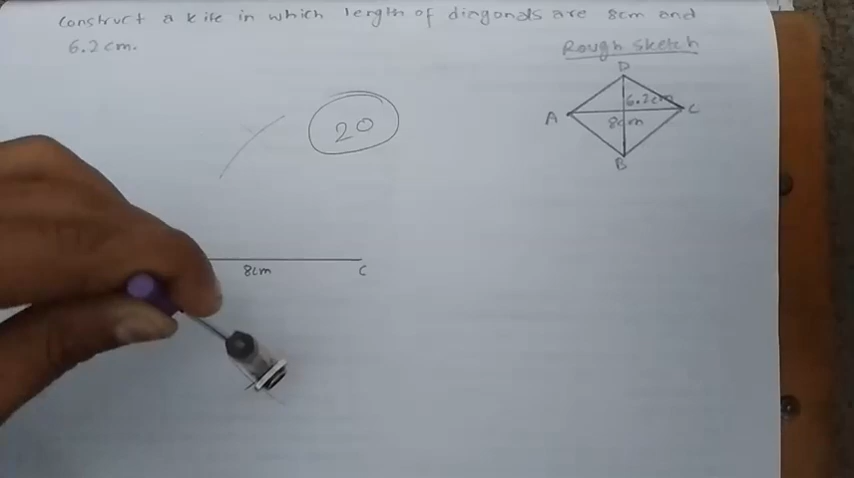 construct a kite in which length of diagonals are 8cm and
6.2cm.
Rough sketch
D
6.2cm
A
C
8cm
B
20
8cm
C